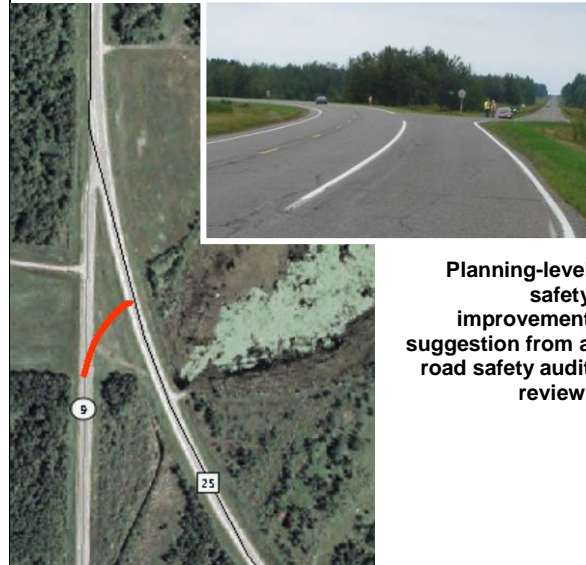 Planning-level
safety
improvement
suggestion from a
road safety audit
review
9
25